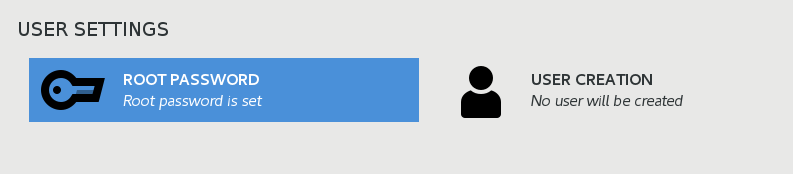 USER SETTINGS
ROOT PASSWORD
Root password is set
USER CREATION
No user will be created